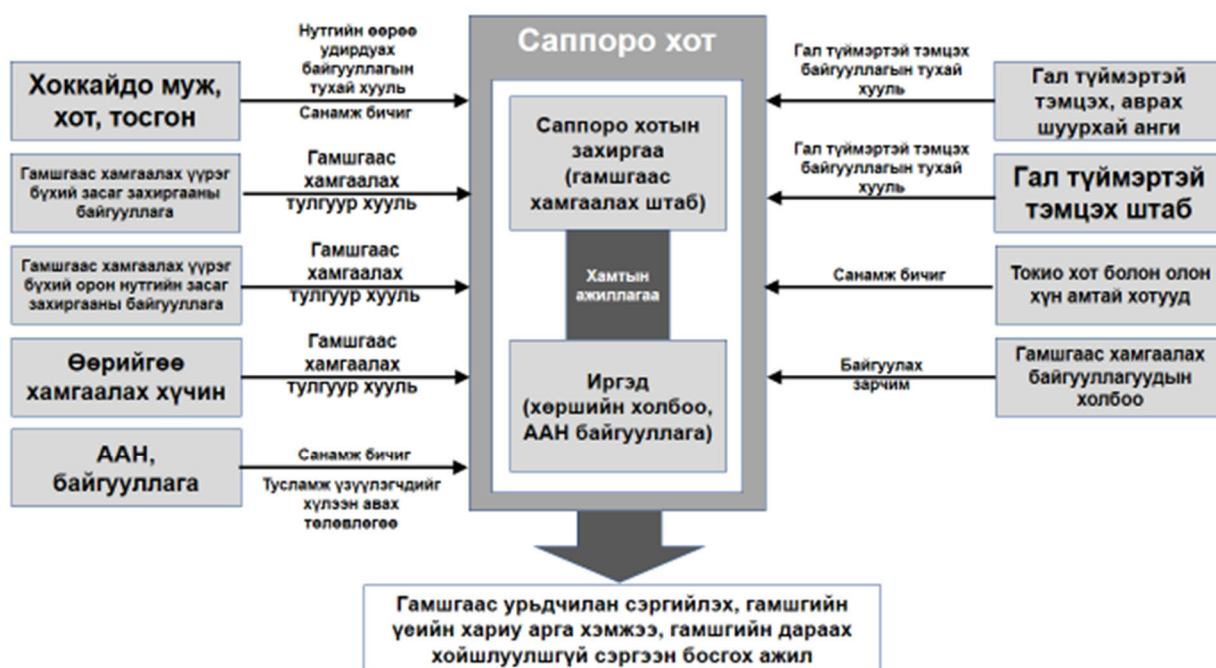 Саппоро хот
Хоккайдо муж,
хот, тосгон
Нутгийн өөрөө
удирдуах
байгууллагын
тухай хууль
Санамж бичиг
Гамшгаас хамгаалах үүрэг
бүхий засаг захиргааны
байгууллага
Гамшгаас
хамгаалах
тулгуур хууль
Гамшгаас хамгаалах үүрэг
бүхий орон нутгийн засаг
захиргааны байгууллага
Гамшгаас
хамгаалах
тулгуур хууль
Өөрийгөө
хамгаалах хүчин
Гамшгаас
хамгаалах
тулгуур хууль
ААН,
байгууллага
Санамж бичиг
Тусламж үзүүлэгчдийг
хүлээн авах
төлөвлөгөө
Саппоро хотын
захиргаа
(гамшгаас
хамгаалах штаб)
Хамтын
ажиллагаа
Иргэд
(хөршийн холбоо,
ААН байгууллага)
Гал түймэртэй тэмцэх
байгууллагын тухай
хууль
Гал түймэртэй
тэмцэх, аврах
шуурхай анги
Гал түймэртэй тэмцэх
байгууллагын тухай
хууль
Гал түймэртэй
тэмцэх штаб
Санамж бичиг
Токио хот болон олон
хүн амтай хотууд
Байгуулах
зарчим
Гамшгаас хамгаалах
байгууллагуудын
холбоо
Гамшгаас урьдчилан сэргийлэх, гамшгийн
үеийн хариу арга хэмжээ, гамшгийн дараах
хойшлуулшгүй сэргээн босгох ажил